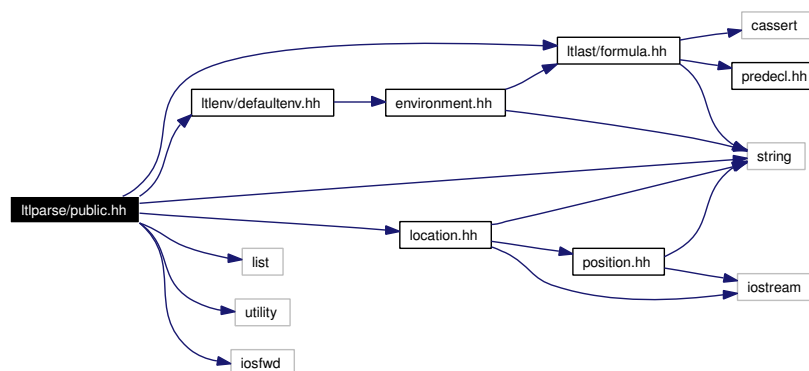 cassert
ltlast/formula.hh
predecl.hh
ltlenv/defaultenv.hh
environment.hh
string
ltlparse/public.hh
location.hh
list
position.hh
iostream
utility
iosfwd